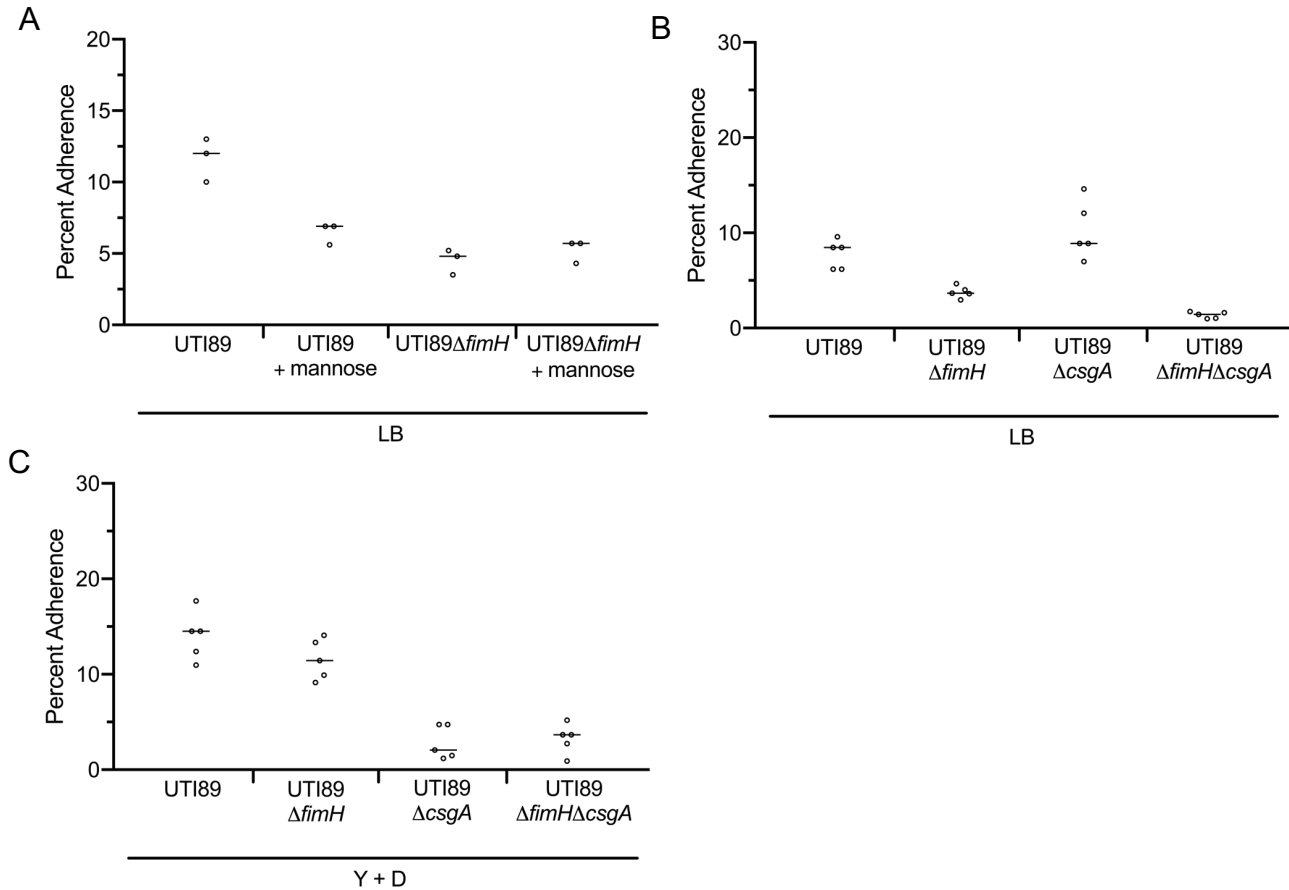 A
20
15
10
5
0
Percent Adherence
UTI89
UTI89
+ mannose
UTI89ΔfimH
UTI89ΔfimH
+ mannose
LB
B
30
20
10
0
Percent Adherence
UTI89
UTI89
ΔfimH
UTI89
ΔcsgA
UTI89
ΔfimHΔcsgA
LB
C
30
20
10
0
Percent Adherence
UTI89
UTI89
ΔfimH
UTI89
ΔcsgA
UTI89
ΔfimHΔcsgA
Y + D